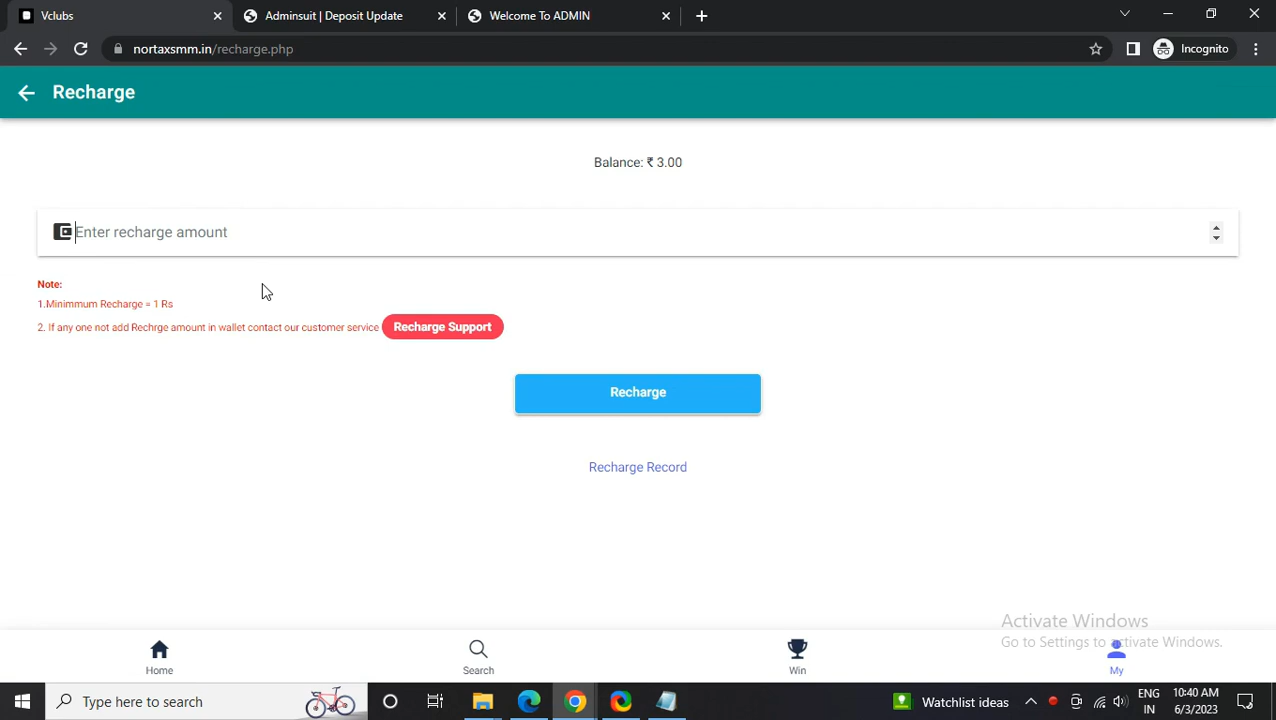 Vclubs
Adminsuit | Deposit Update
Welcome To ADMIN
nortaxsmm.in/recharge.php
Incognito
Recharge
Balance: ₹ 3.00
Enter recharge amount
Note:
1.Minimmum Recharge = 1 Rs
2. If any one not add Rechrge amount in wallet contact our customer service Recharge Support
Recharge
Recharge Record
Activate Windows
Go to Settings to activate Windows.
Home
Search
Win
My
Type here to search
Watchlist ideas
ENG
IN
10:40 AM
6/3/2023